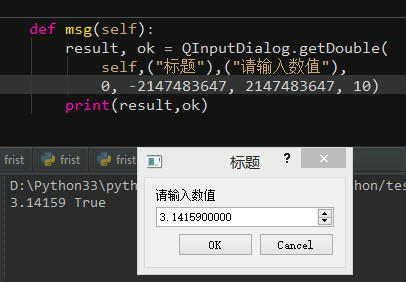 def msg(self):
result, ok = QInputDialog.getDouble(
self,("标题"),("请输入数值"),
0, -2147483647, 2147483647, 10)
print(result,ok)
frist frist fris
标题 ?
D:\Python33\pyth hon/tes
3.14159 True
请输入数值
3.1415900000
OK Cancel